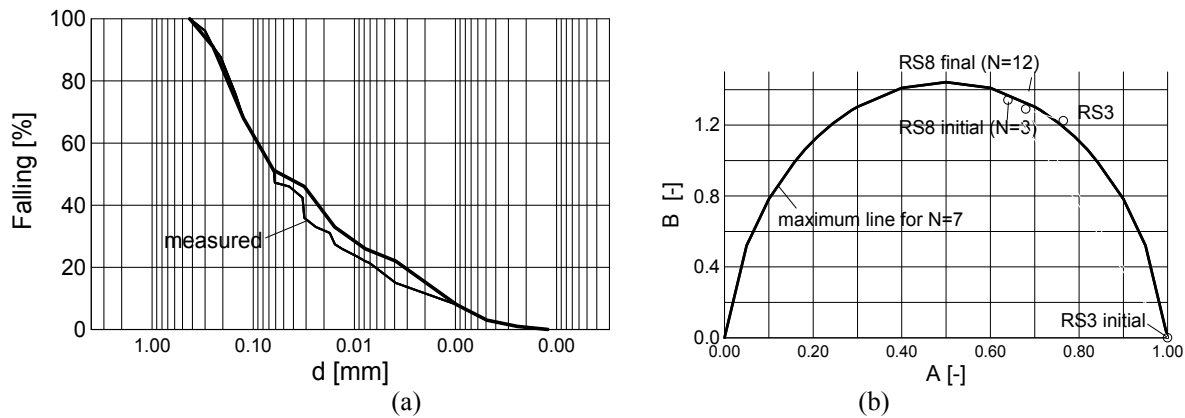 100
80
60
40
20
0
Falling [%]
measured
1.00 0.10 0.01 0.00 0.00
d [mm]
(a)
RS8 final (N=12)
RS3
RS8 initial (N=3)
maximum line for N=7
RS3 initial
1.2
0.8
0.4
0.0
B [-]
0.00 0.20 0.40 0.60 0.80 1.00
A [-]
(b)